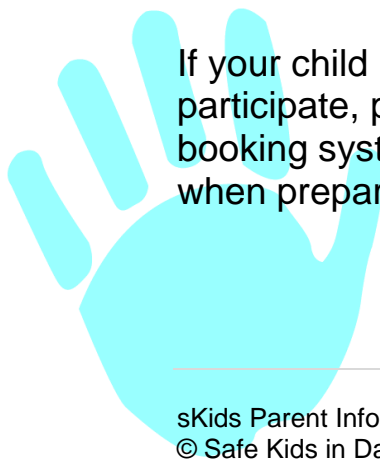 If your child
participate, p
booking syst
when prepar
sKids Parent Info
© Safe Kids in Da